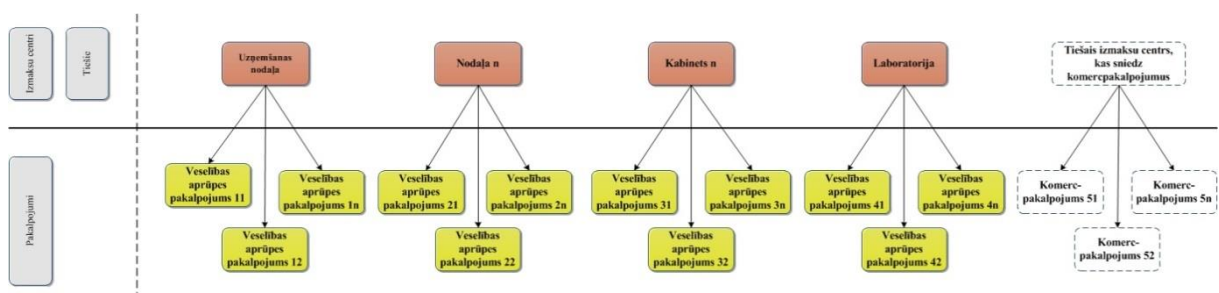 Izmaksu centri
Tiešie
Uzņemšanas
nodaļa
Nodaļa n
Kabinets n
Laboratorija
Tiešais izmaksu centrs,
kas sniedz
komercpakalpojumus
Pakalpojumi
Veselības
aprūpes
pakalpojums 11
Veselības
aprūpes
pakalpojums 12
Veselības
aprūpes
pakalpojums 1n
Veselības
aprūpes
pakalpojums 21
Veselības
aprūpes
pakalpojums 22
Veselības
aprūpes
pakalpojums 2n
Veselības
aprūpes
pakalpojums 31
Veselības
aprūpes
pakalpojums 32
Veselības
aprūpes
pakalpojums 3n
Veselības
aprūpes
pakalpojums 41
Veselības
aprūpes
pakalpojums 42
Veselības
aprūpes
pakalpojums 4n
Komerc-
pakalpojums 51
Komerc-
pakalpojums 52
Komerc-
pakalpojums 5n